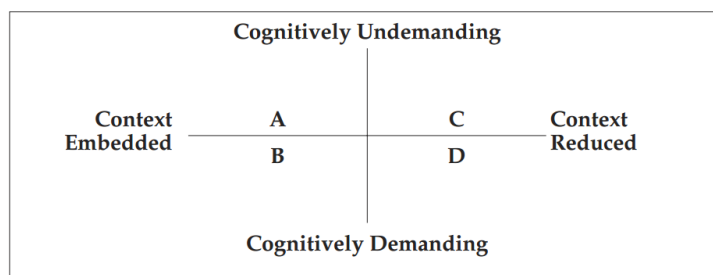 Cognitively Undemanding
Context
Embedded
A
C
Context
Reduced
B
D
Cognitively Demanding